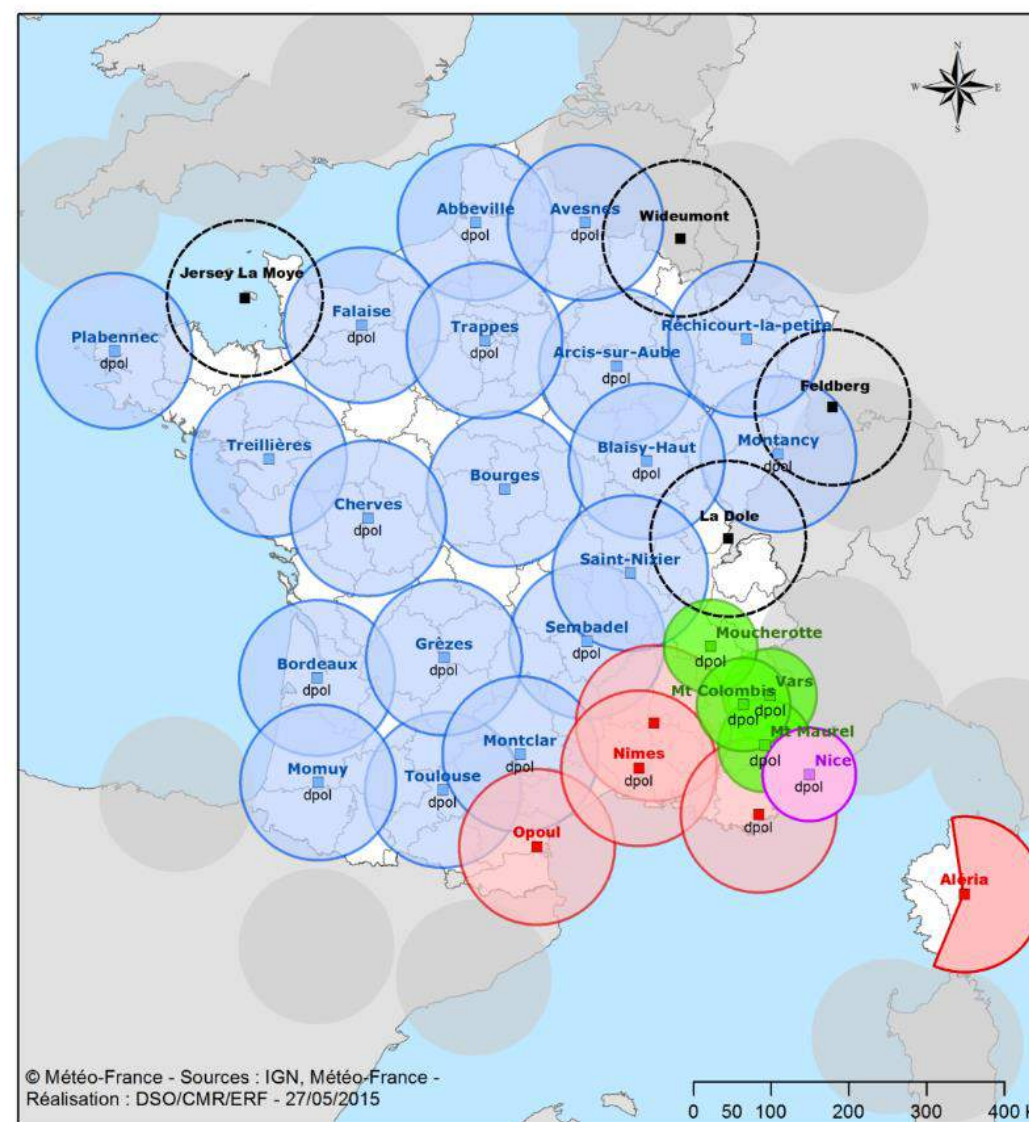 N
W E
S
Abbeville
dpol
Avesnes
dpol
Wideumont
Jersey La Moye
Plabennec
dpol
Falaise
dpol
Trappes
dpol
Arcis-sur-Aube
dpol
Réchicourt-la-petite
Feldberg
Treillières
Cherves
dpol
Bourges
Blaisy-Haut
dpol
Montancy
dpol
La Dole
Saint-Nizier
Sembadel
dpol
Moucherotte
dpol
Bordeaux
dpol
Grèzes
dpol
Mt Colombis
dpol
Vars
dpol
Mt Maurel
dpol
Momuy
dpol
Toulouse
dpol
Montclar
dpol
Nîmes
dpol
Nice
dpol
Opoul
dpol
Aléria
© Météo-France - Sources : IGN, Météo-France -
Réalisation : DSO/CMR/ERF - 27/05/2015
0 50 100 200 300 400